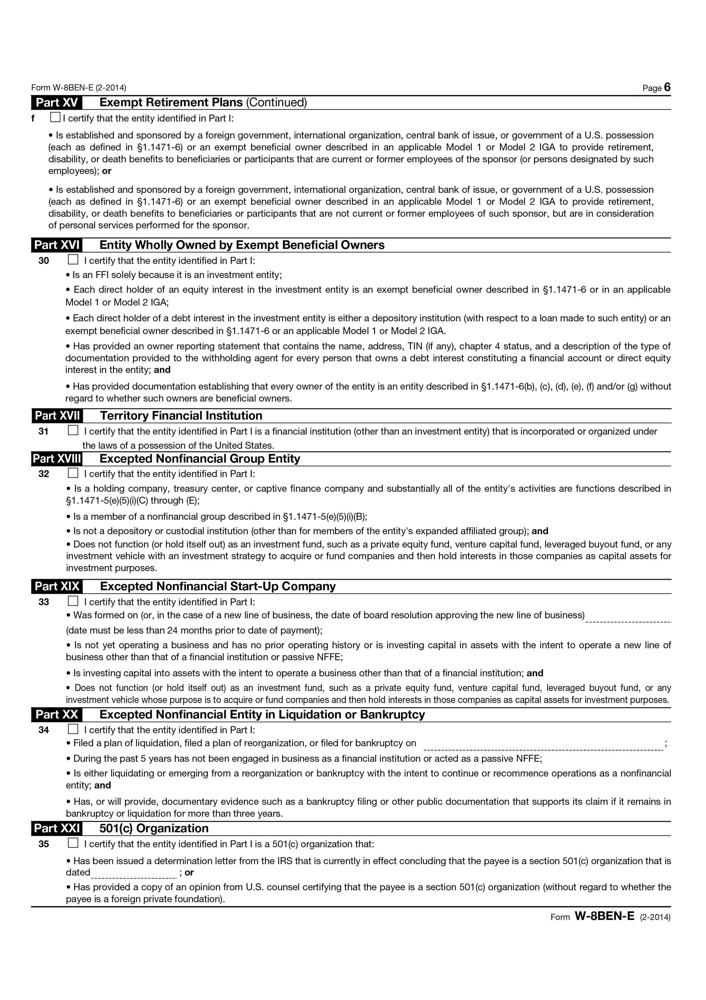 Form W-8BEN-E (2-2014) Page 6
Part XV Exempt Retirement Plans (Continued)
f I certify that the entity identified in Part I:
• Is established and sponsored by a foreign government, international organization, central bank of issue, or government of a U.S. possession
(each as defined in §1.1471-6) or an exempt beneficial owner described in an applicable Model 1 or Model 2 IGA to provide retirement,
disability, or death benefits to beneficiaries or participants that are current or former employees of the sponsor (or persons designated by such
employees); or
• Is established and sponsored by a foreign government, international organization, central bank of issue, or government of a U.S. possession
(each as defined in §1.1471-6) or an exempt beneficial owner described in an applicable Model 1 or Model 2 IGA to provide retirement,
disability, or death benefits to beneficiaries or participants that are not current or former employees of such sponsor, but are in consideration
of personal services performed for the sponsor.
Part XVI Entity Wholly Owned by Exempt Beneficial Owners
30 I certify that the entity identified in Part I:
• Is an FFI solely because it is an investment entity;
• Each direct holder of an equity interest in the investment entity is an exempt beneficial owner described in §1.1471-6 or in an applicable
Model 1 or Model 2 IGA;
• Each direct holder of a debt interest in the investment entity is either a depository institution (with respect to a loan made to such entity) or an
exempt beneficial owner described in §1.1471-6 or an applicable Model 1 or Model 2 IGA.
• Has provided an owner reporting statement that contains the name, address, TIN (if any), chapter 4 status, and a description of the type of
documentation provided to the withholding agent for every person that owns a debt interest constituting a financial account or direct equity
interest in the entity; and
• Has provided documentation establishing that every owner of the entity is an entity described in §1.1471-6(b), (c), (d), (e), (f) and/or (g) without
regard to whether such owners are beneficial owners.
Part XVII Territory Financial Institution
31 I certify that the entity identified in Part I is a financial institution (other than an investment entity) that is incorporated or organized under
the laws of a possession of the United States.
Part XVIII Excepted Nonfinancial Group Entity
32 I certify that the entity identified in Part I:
• Is a holding company, treasury center, or captive finance company and substantially all of the entity's activities are functions described in
§1.1471-5(e)(5)(i)(C) through (E);
• Is a member of a nonfinancial group described in §1.1471-5(e)(5)(i)(B);
• Is not a depository or custodial institution (other than for members of the entity's expanded affiliated group); and
• Does not function (or hold itself out) as an investment fund, such as a private equity fund, venture capital fund, leveraged buyout fund, or any
investment vehicle with an investment strategy to acquire or fund companies and then hold interests in those companies as capital assets for
investment purposes.
Part XIX Excepted Nonfinancial Start-Up Company
33 I certify that the entity identified in Part I:
• Was formed on (or, in the case of a new line of business, the date of board resolution approving the new line of business)
(date must be less than 24 months prior to date of payment);
• Is not yet operating a business and has no prior operating history or is investing capital in assets with the intent to operate a new line of
business other than that of a financial institution or passive NFFE;
• Is investing capital into assets with the intent to operate a business other than that of a financial institution; and
• Does not function (or hold itself out) as an investment fund, such as a private equity fund, venture capital fund, leveraged buyout fund, or any
investment vehicle whose purpose is to acquire or fund companies and then hold interests in those companies as capital assets for investment purposes.
Part XX Excepted Nonfinancial Entity in Liquidation or Bankruptcy
34 I certify that the entity identified in Part I:
• Filed a plan of liquidation, filed a plan of reorganization, or filed for bankruptcy on ;
• During the past 5 years has not been engaged in business as a financial institution or acted as a passive NFFE;
• Is either liquidating or emerging from a reorganization or bankruptcy with the intent to continue or recommence operations as a nonfinancial
entity; and
• Has, or will provide, documentary evidence such as a bankruptcy filing or other public documentation that supports its claim if it remains in
bankruptcy or liquidation for more than three years.
Part XXI 501(c) Organization
35 I certify that the entity identified in Part I is a 501(c) organization that:
• Has been issued a determination letter from the IRS that is currently in effect concluding that the payee is a section 501(c) organization that is
dated ; or
• Has provided a copy of an opinion from U.S. counsel certifying that the payee is a section 501(c) organization (without regard to whether the
payee is a foreign private foundation).
Form W-8BEN-E (2-2014)